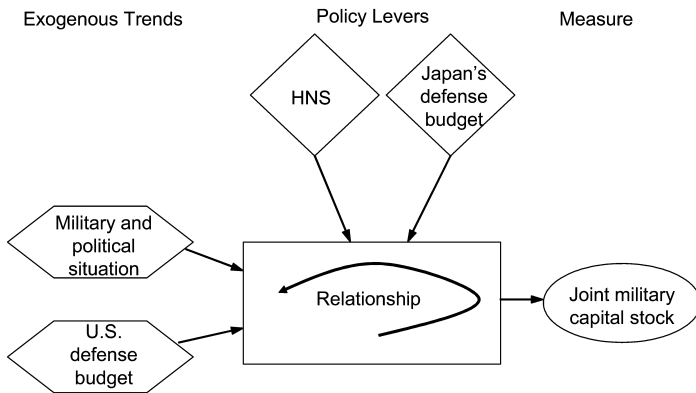 Exogenous Trends
Policy Levers
Measure
HNS
Japan's
defense
budget
Military and
political
situation
Relationship
Joint military
capital stock
U.S.
defense
budget